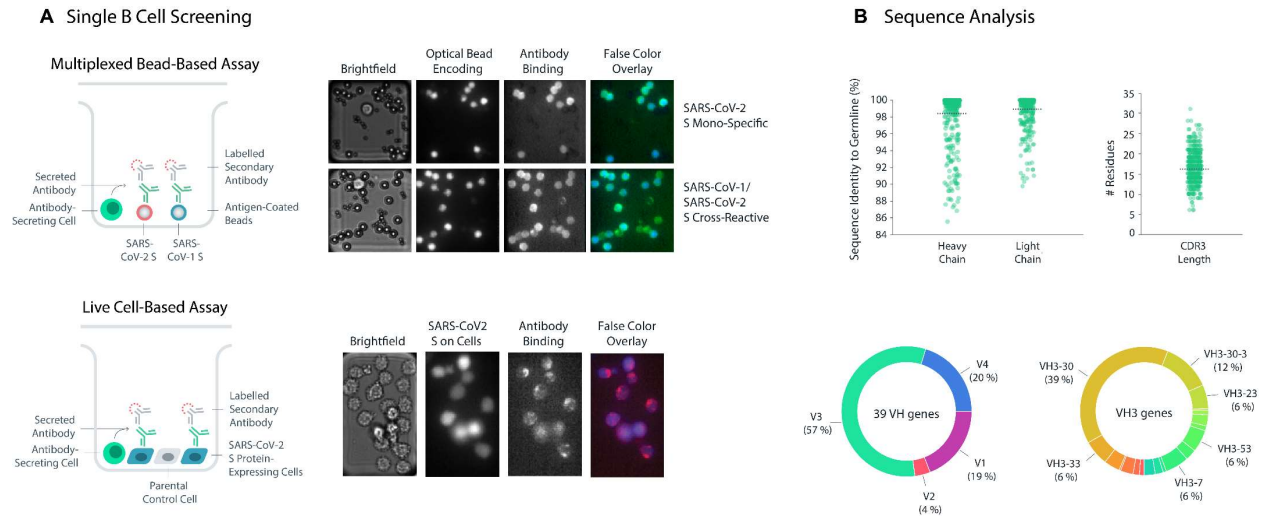 A Single B Cell Screening
Multiplexed Bead-Based Assay
Secreted
Antibody
Antibody-
Secreting Cell
Labelled
Secondary
Antibody
Antigen-Coated
Beads
SARS-
CoV-2 S
SARS-
CoV-1 S
Brightfield
Optical Bead
Encoding
Antibody
Binding
False Color
Overlay
SARS-CoV-2
S Mono-Specific
SARS-CoV-1/
SARS-CoV-2
S Cross-Reactive
Live Cell-Based Assay
Secreted
Antibody
Antibody-
Secreting Cell
Labelled
Secondary
Antibody
SARS-CoV-2
S Protein-
Expressing Cells
Parental
Control Cell
Brightfield
SARS-CoV2
S on Cells
Antibody
Binding
False Color
Overlay
B Sequence Analysis
Sequence Identity to Germline (%)
100
98
96
94
92
90
88
86
84
Heavy
Chain
Light
Chain
# Residues
35
30
25
20
15
10
5
0
CDR3
Length
39 VH genes
V4
(20 %)
V3
(57 %)
V1
(19 %)
V2
(4 %)
VH3 genes
VH3-30
(39 %)
VH3-30-3
(12 %)
VH3-23
(6 %)
VH3-53
(6 %)
VH3-33
(6 %)
VH3-7
(6 %)